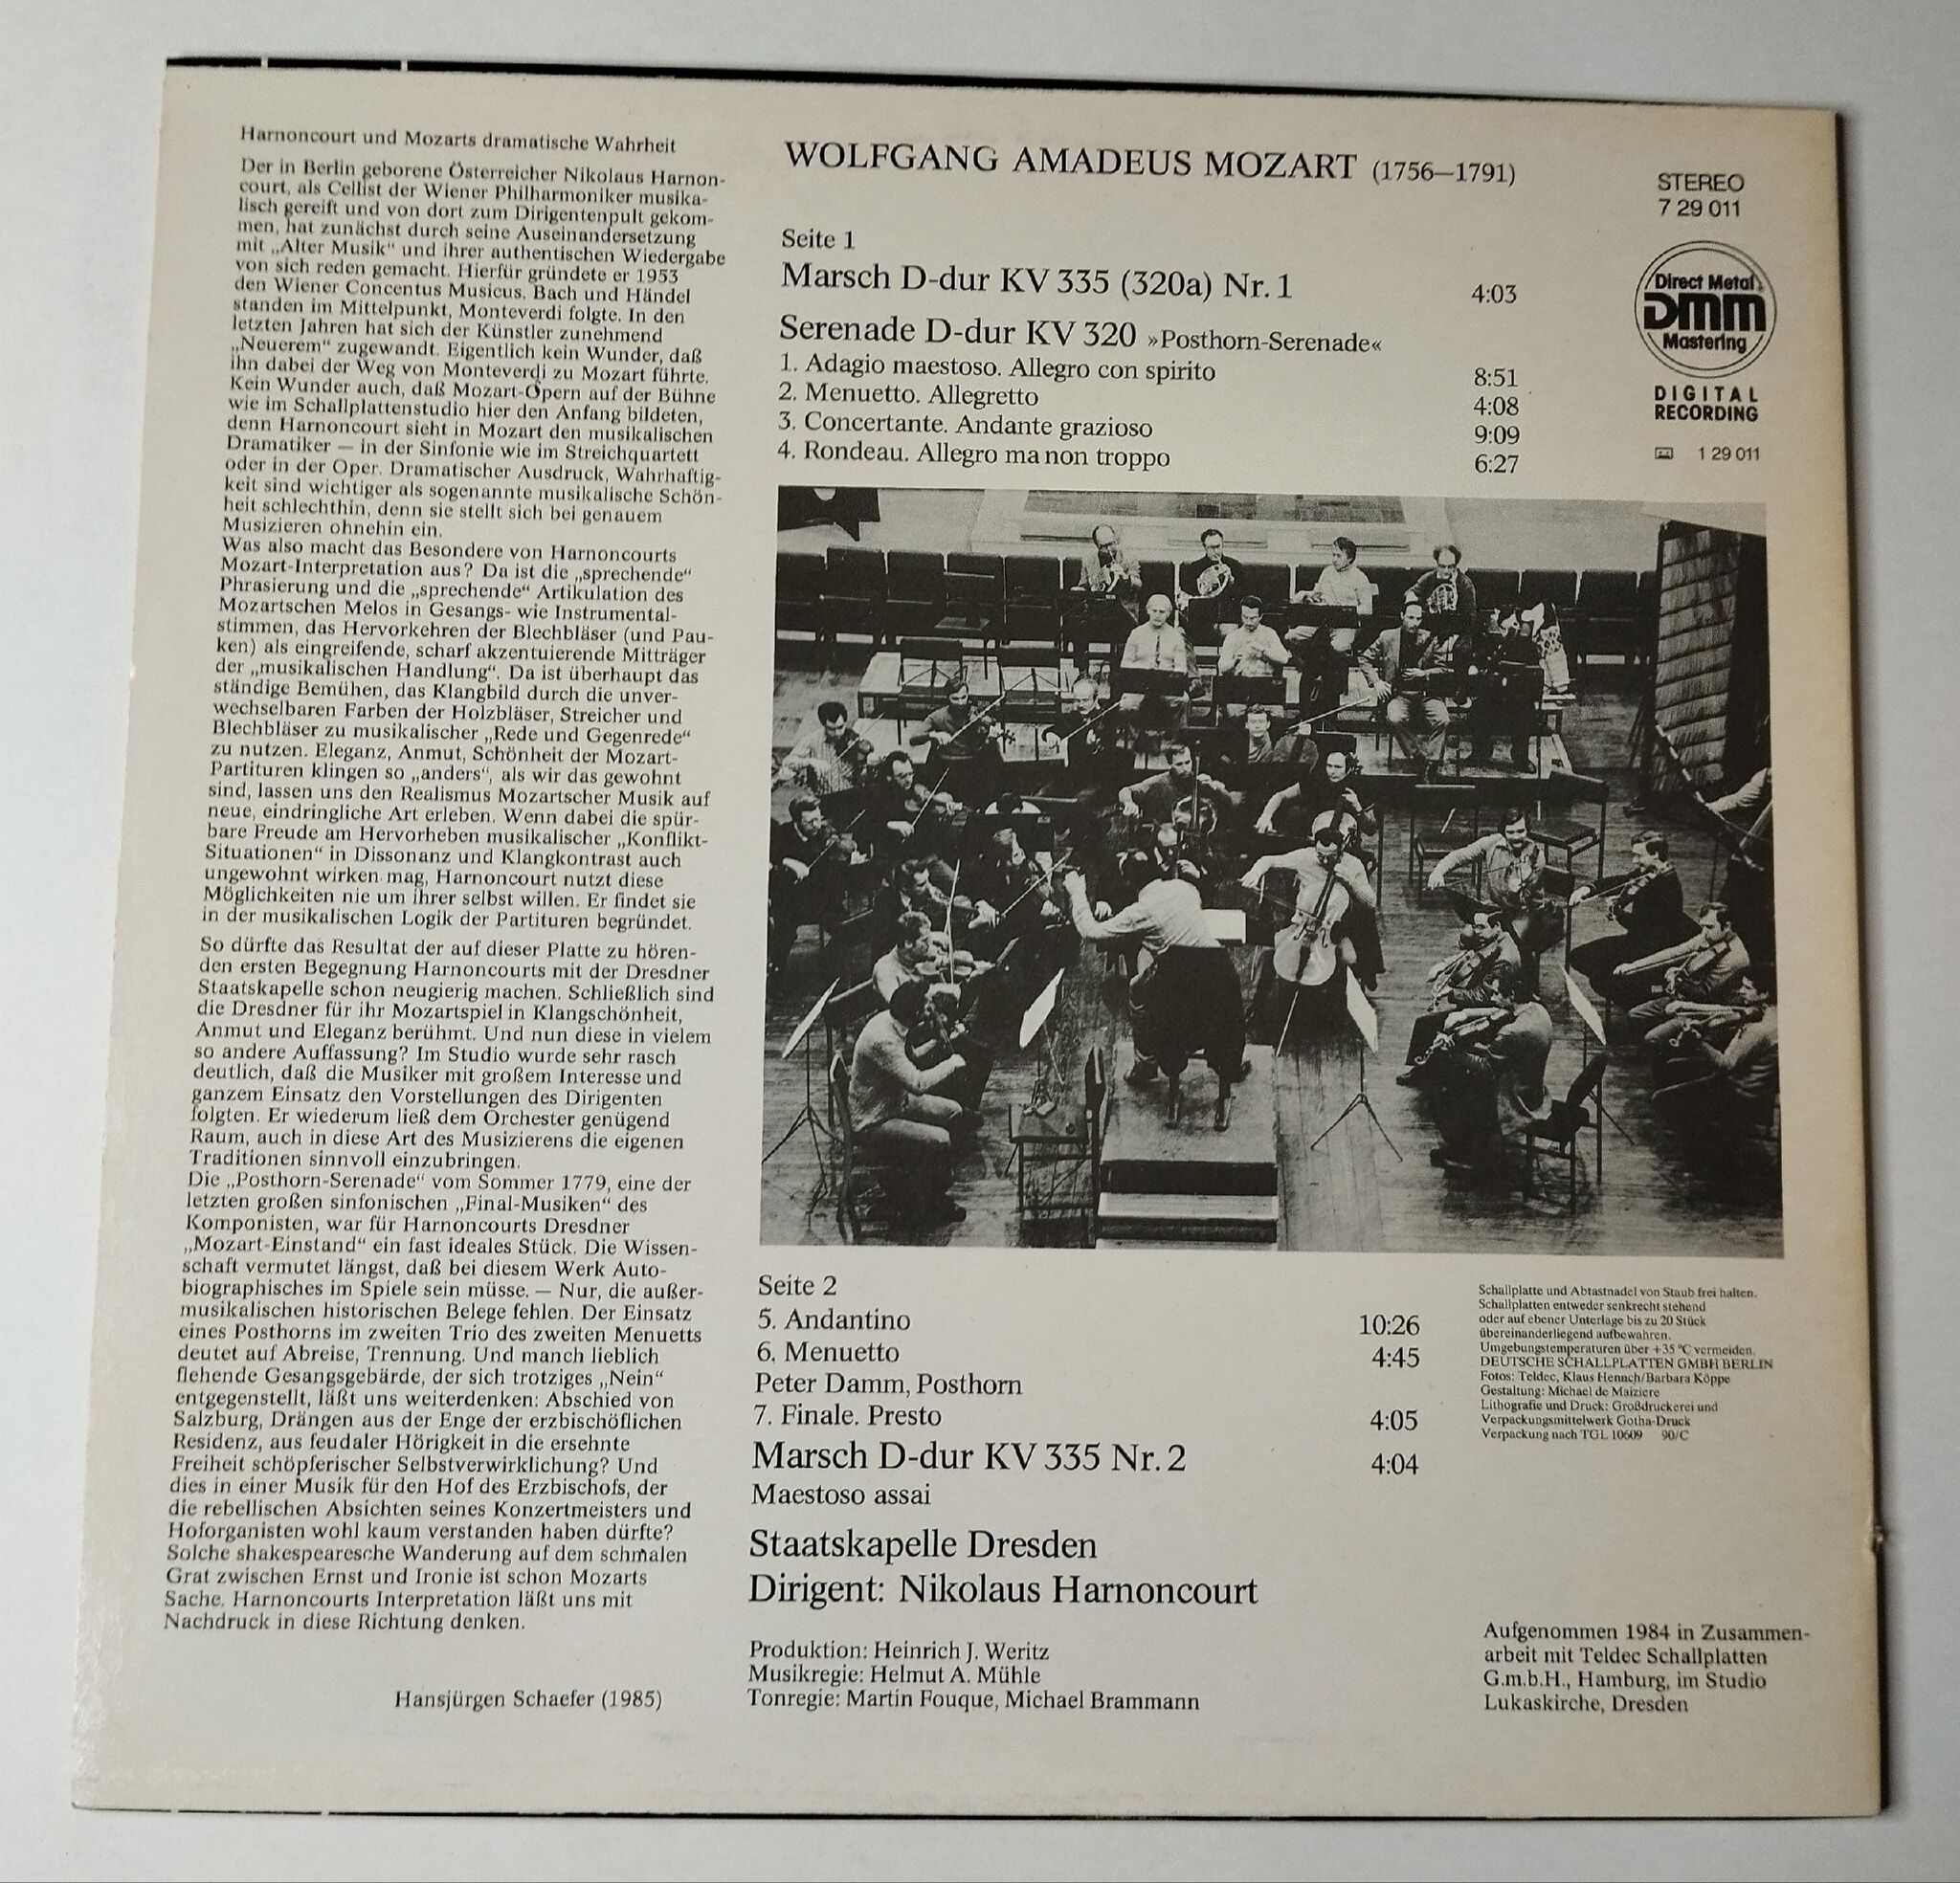 Harnoncourt und Mozarts dramatische Wahrheit
Der in Berlin geborene Österreicher Nikolaus Harnon-
court, als Cellist der Wiener Philharmoniker musika-
lisch gereift und von dort zum Dirigentenpult gekom-
men, hat zunächst durch seine Auseinandersetzung
mit „Alter Musik“ und ihrer authentischen Wiedergabe
von sich reden gemacht. Hierfür gründete er 1953
den Wiener Concentus Musicus. Bach und Händel
standen im Mittelpunkt, Monteverdi folgte. In den
letzten Jahren hat sich der Künstler zunehmend
„Neuerem“ zugewandt. Eigentlich kein Wunder, daß
ihn dabei der Weg von Monteverdi zu Mozart führte.
Kein Wunder auch, daß Mozart-Opern auf der Bühne
wie im Schallplattenstudio hier den Anfang bildeten,
denn Harnoncourt sieht in Mozart den musikalischen
Dramatiker — in der Sinfonie wie im Streichquartett
oder in der Oper. Dramatischer Ausdruck, Wahrhaftig-
keit sind wichtiger als sogenannte musikalische Schön-
heit schlechthin, denn sie stellt sich bei genauem
Musizieren ohnehin ein.
Was also macht das Besondere von Harnoncourts
Mozart-Interpretation aus? Da ist die „sprechende“
Phrasierung und die „sprechende“ Artikulation des
Mozartschen Melos in Gesangs- wie Instrumental-
stimmen, das Hervorkehren der Blechbläser (und Pau-
ken) als eingreifende, scharf akzentuierende Mitträger
der „musikalischen Handlung“. Da ist überhaupt das
ständige Bemühen, das Klangbild durch die unver-
wechselbaren Farben der Holzbläser, Streicher und
Blechbläser zu musikalischer „Rede und Gegenrede“
zu nutzen. Eleganz, Anmut, Schönheit der Mozart-
Partituren klingen so „anders“, als wir das gewohnt
sind, lassen uns den Realismus Mozartscher Musik auf
neue, eindringliche Art erleben. Wenn dabei die spür-
bare Freude am Hervorheben musikalischer „Konflikt-
Situationen“ in Dissonanz und Klangkontrast auch
ungewohnt wirken mag, Harnoncourt nutzt diese
Möglichkeiten nie um ihrer selbst willen. Er findet sie
in der musikalischen Logik der Partituren begründet.
So dürfte das Resultat der auf dieser Platte zu hören-
den ersten Begegnung Harnoncourts mit der Dresdner
Staatskapelle schon neugierig machen. Schließlich sind
die Dresdner für ihr Mozartspiel in Klangschönheit,
Anmut und Eleganz berühmt. Und nun diese in vielem
so andere Auffassung? Im Studio wurde sehr rasch
deutlich, daß die Musiker mit großem Interesse und
ganzem Einsatz den Vorstellungen des Dirigenten
folgten. Er wiederum ließ dem Orchester genügend
Raum, auch in diese Art des Musizierens die eigenen
Traditionen sinnvoll einzubringen.
Die „Posthorn-Serenade“ vom Sommer 1779, eine der
letzten großen sinfonischen „Final-Musiken“ des
Komponisten, war für Harnoncourts Dresdner
„Mozart-Einstand“ ein fast ideales Stück. Die Wissen-
schaft vermutet längst, daß bei diesem Werk Auto-
biographisches im Spiele sein müsse. — Nur, die außer-
musikalischen historischen Belege fehlen. Der Einsatz
eines Posthorns im zweiten Trio des zweiten Menuetts
deutet auf Abreise, Trennung. Und manch lieblich
flehende Gesangsgebärde, der sich trotziges „Nein“
entgegenstellt, läßt uns weiterdenken: Abschied von
Salzburg, Drängen aus der Enge der erzbischöflichen
Residenz, aus feudaler Hörigkeit in die ersehnte
Freiheit schöpferischer Selbstverwirklichung? Und
dies in einer Musik für den Hof des Erzbischofs, der
die rebellischen Absichten seines Konzertmeisters und
Hoforganisten wohl kaum verstanden haben dürfte?
Solche shakespearesche Wanderung auf dem schmalen
Grat zwischen Ernst und Ironie ist schon Mozarts
Sache. Harnoncourts Interpretation läßt uns mit
Nachdruck in diese Richtung denken.
Hansjürgen Schaefer (1985)
WOLFGANG AMADEUS MOZART (1756—1791)
Seite 1
Marsch D-dur KV 335 (320a) Nr. 1 4:03
Serenade D-dur KV 320 »Posthorn-Serenade«
1. Adagio maestoso. Allegro con spirito 8:51
2. Menuetto. Allegretto 4:08
3. Concertante. Andante grazioso 9:09
4. Rondeau. Allegro ma non troppo 6:27
STEREO
7 29 011
Direct Metal
DMM
Mastering
DIGITAL
RECORDING
1 29 011
Seite 2
5. Andantino 10:26
6. Menuetto 4:45
Peter Damm, Posthorn
7. Finale. Presto 4:05
Marsch D-dur KV 335 Nr. 2 4:04
Maestoso assai
Staatskapelle Dresden
Dirigent: Nikolaus Harnoncourt
Produktion: Heinrich J. Weritz
Musikregie: Helmut A. Mühle
Tonregie: Martin Fouque, Michael Brammann
Schallplatte und Abtastnadel von Staub frei halten.
Schallplatten entweder senkrecht stehend
oder auf ebener Unterlage bis zu 20 Stück
übereinanderliegend aufbewahren.
Umgebungstemperaturen über +35 °C vermeiden.
DEUTSCHE SCHALLPLATTEN GMBH BERLIN
Fotos: Teldec, Klaus Hennch/Barbara Köppe
Gestaltung: Michael de Maiziere
Lithografie und Druck: Großdruckerei und
Verpackungsmittelwerk Gotha-Druck
Verpackung nach TGL 10609 90/C
Aufgenommen 1984 in Zusammen-
arbeit mit Teldec Schallplatten
G.m.b.H., Hamburg, im Studio
Lukaskirche, Dresden